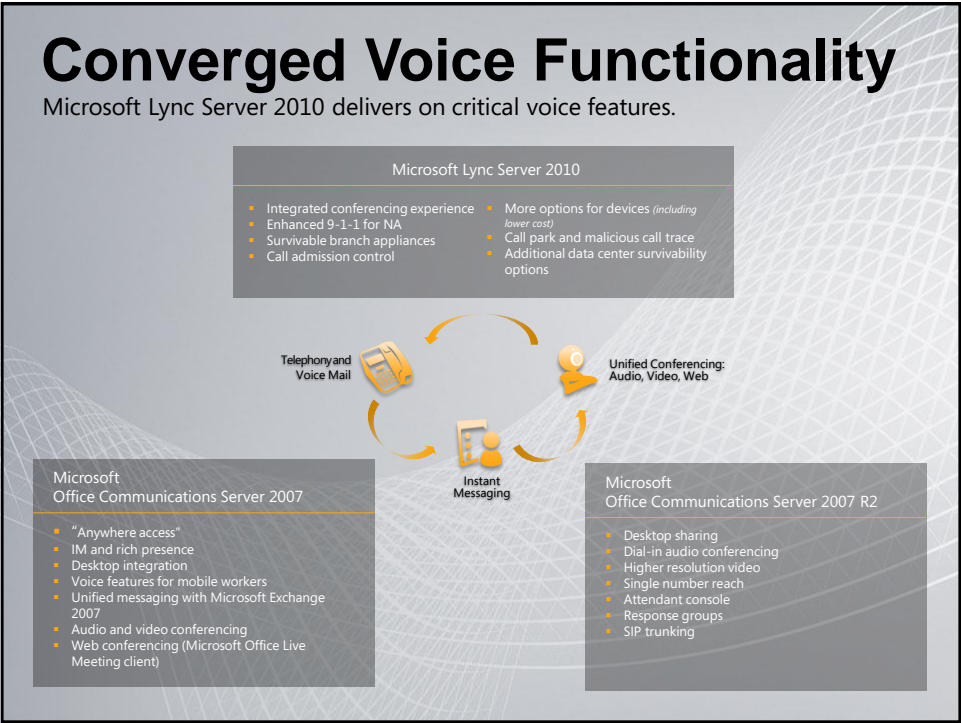 Converged Voice Functionality
Microsoft Lync Server 2010 delivers on critical voice features.
Microsoft Lync Server 2010
Integrated conferencing experience
Enhanced 9-1-1 for NA
Survivable branch appliances
Call admission control
More options for devices (including
lower cost)
Call park and malicious call trace
Additional data center survivability
options
Telephony and
Voice Mail
Unified Conferencing:
Audio, Video, Web
Instant
Messaging
Microsoft
Office Communications Server 2007
“Anywhere access”
IM and rich presence
Desktop integration
Voice features for mobile workers
Unified messaging with Microsoft Exchange
2007
Audio and video conferencing
Web conferencing (Microsoft Office Live
Meeting client)
Microsoft
Office Communications Server 2007 R2
Desktop sharing
Dial-in audio conferencing
Higher resolution video
Single number reach
Attendant console
Response groups
SIP trunking